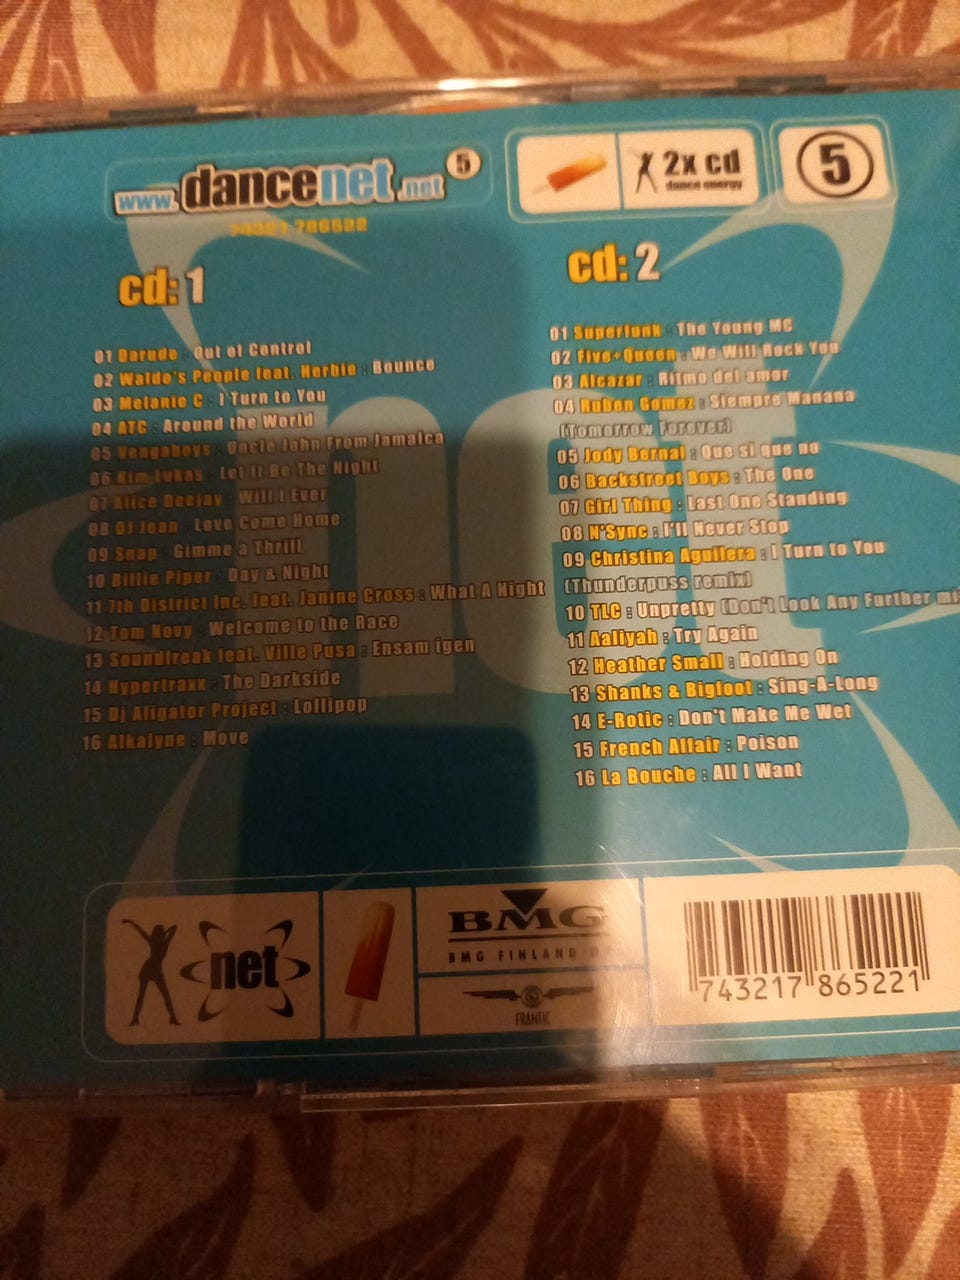 www.dancenet.net 5
74321 786522
2x cd
dance energy
5
cd: 1
01 Darude : Out of Control
02 Waldo's People feat. Herbie : Bounce
03 Melanie C : I Turn to You
04 ATC : Around the World
05 Vengaboys : Uncle John From Jamaica
06 Kim Lukas : Let It Be The Night
07 Alice Deejay : Will I Ever
08 DJ Jean : Love Come Home
09 Snap : Gimme a Thrill
10 Billie Piper : Day & Night
11 7th District Inc. feat. Janine Cross : What A Night
12 Tom Novy : Welcome to the Race
13 Soundfreak feat. Ville Pusa : Ensam igen
14 Hypertraxx : The Darkside
15 Dj Aligator Project : Lollipop
16 Alkalyne : Move
cd: 2
01 Superfunk : The Young MC
02 Five+Queen : We Will Rock You
03 Alcazar : Ritmo del amor
04 Ruben Gomez : Siempre Manana
(Tomorrow Forever)
05 Jody Bernal : Que si que no
06 Backstreet Boys : The One
07 Girl Thing : Last One Standing
08 N'Sync : I'll Never Stop
09 Christina Aguilera : I Turn to You
(Thunderpuss remix)
10 TLC : Unpretty (Don't Look Any Further
11 Aaliyah : Try Again
12 Heather Small : Holding On
13 Shanks & Bigfoot : Sing-A-Long
14 E-Rotic : Don't Make Me Wet
15 French Affair : Poison
16 La Bouche : All I Want
net
net
BMG
BMG FINLAND
FRANTIC
743217 865221